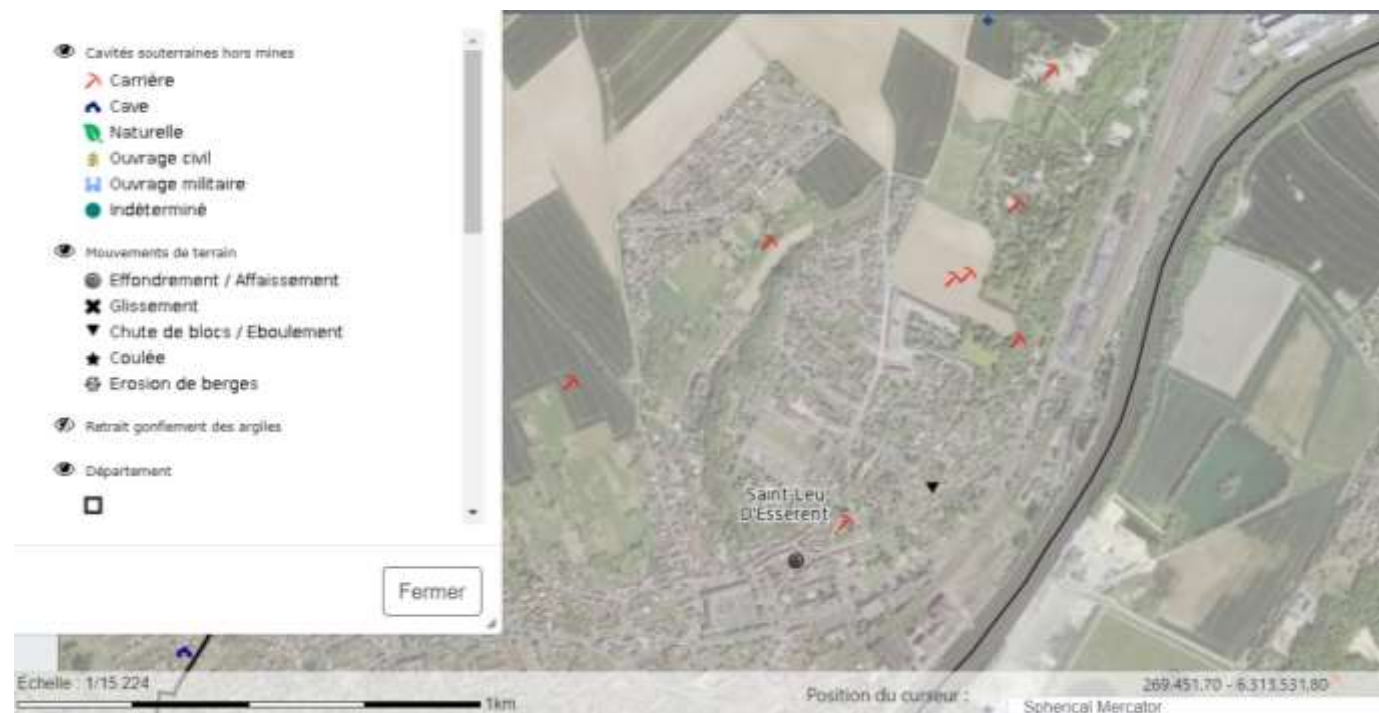 Cavités souterraines hors mines
Carrière
Cave
Naturelle
Ouvrage civil
Ouvrage militaire
Indéterminé
Mouvements de terrain
Effondrement / Affaissement
Glissement
Chute de blocs / Eboulement
Coulée
Erosion de berges
Retrait gonflement des argiles
Département
Fermer
Saint-Leu
D'Esserent
Echelle : 1/15 224
1km
Position du curseur :
269.451,70 - 6.313.531,80
Spherical Mercator